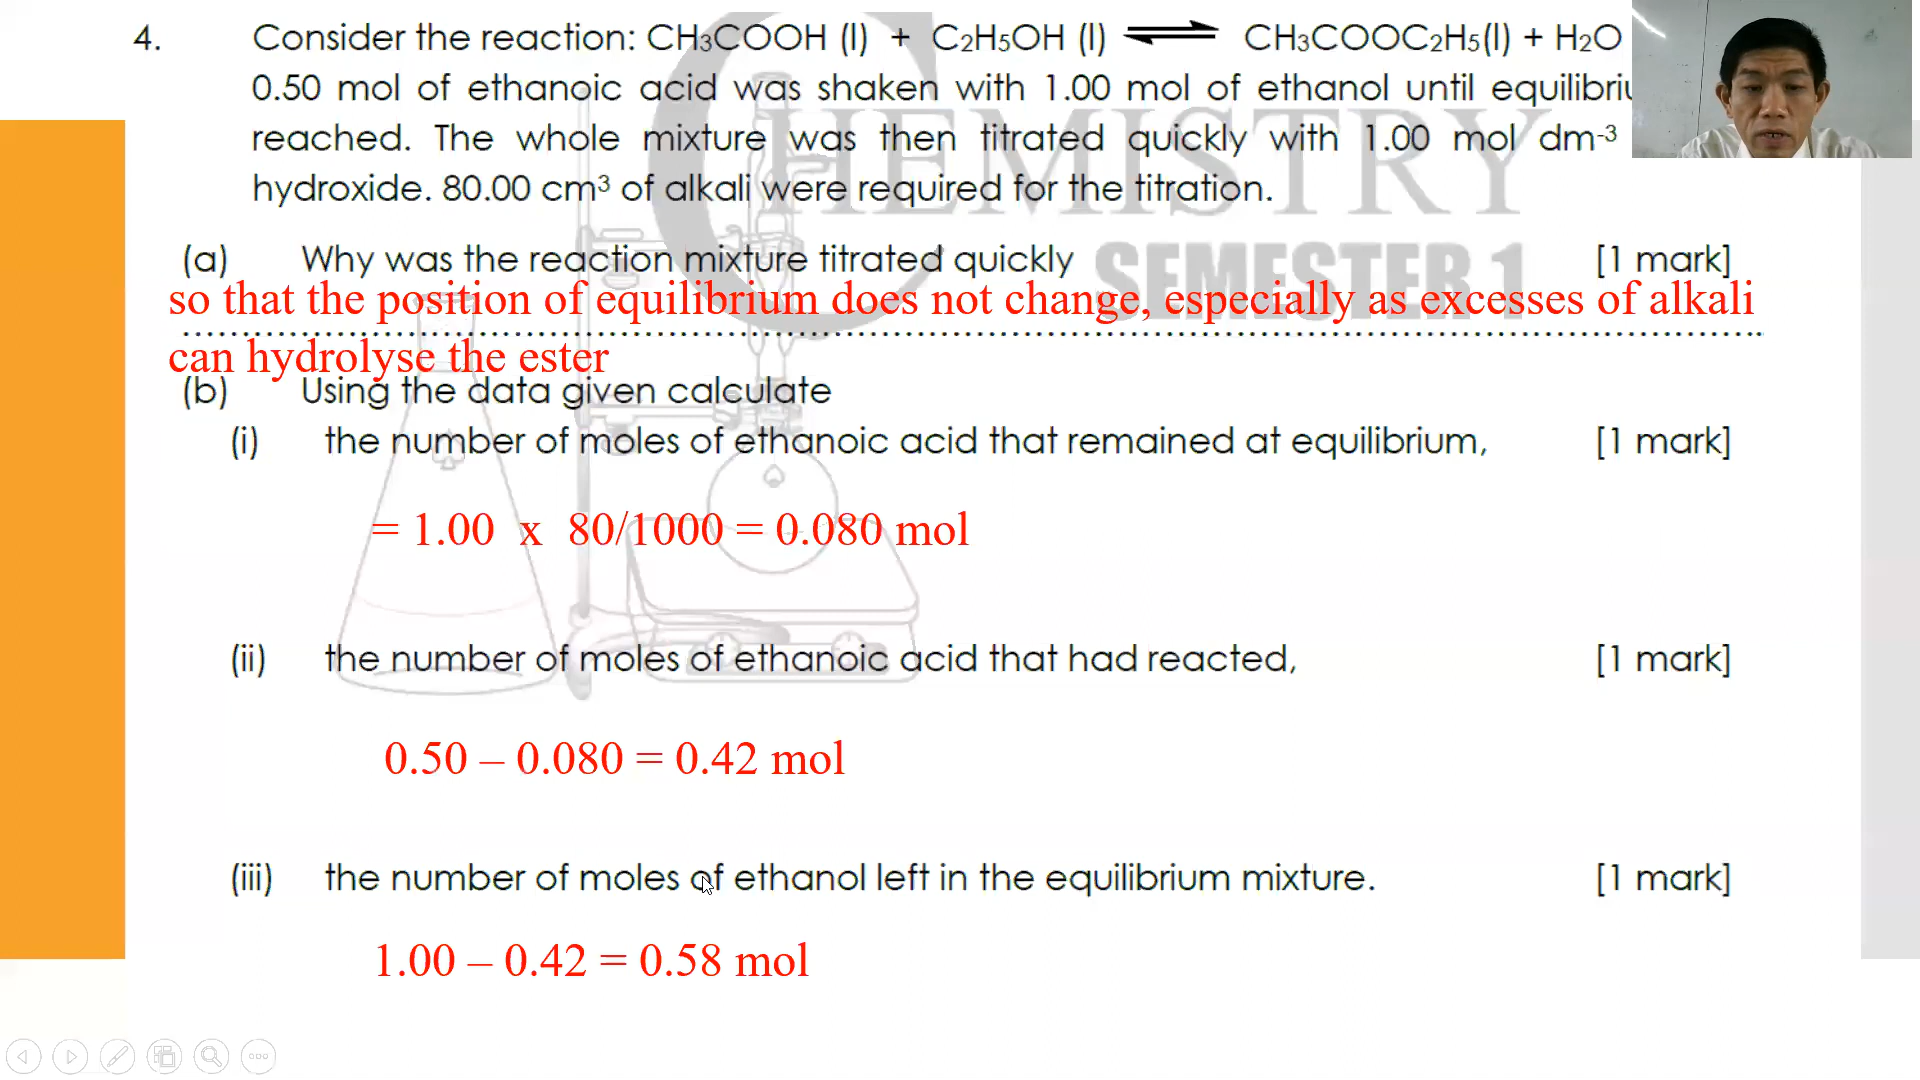 4. Consider the reaction: CH3COOH (l) + C2H5OH (l) ⇌ CH3COOC2H5(l) + H2O
0.50 mol of ethanoic acid was shaken with 1.00 mol of ethanol until
reached. The whole mixture was then titrated quickly with 1.00 mol dm-3
hydroxide. 80.00 cm3 of alkali were required for the titration.
CHEMISTRY
SEMESTER 1
(a) Why was the reaction mixture titrated quickly [1 mark]
so that the position of equilibrium does not change, especially as excesses of alkali
can hydrolyse the ester
(b) Using the data given calculate
(i) the number of moles of ethanoic acid that remained at equilibrium, [1 mark]
= 1.00 x 80/1000 = 0.080 mol
(ii) the number of moles of ethanoic acid that had reacted, [1 mark]
0.50 – 0.080 = 0.42 mol
(iii) the number of moles of ethanol left in the equilibrium mixture. [1 mark]
1.00 – 0.42 = 0.58 mol